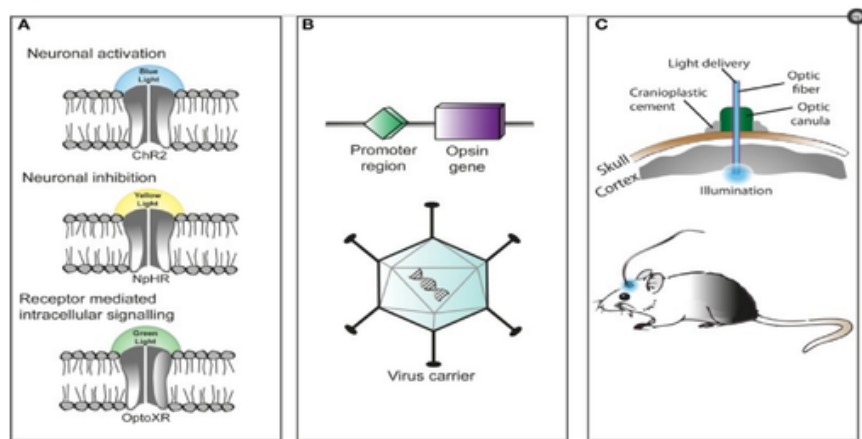 A
Neuronal activation
Blue
Light
ChR2
Neuronal inhibition
Yellow
Light
NpHR
Receptor mediated
intracellular signalling
Green
Light
OptoXR
B
Promoter
region
Opsin
gene
Virus carrier
C
Light delivery
Optic
fiber
Cranioplastic
cement
Optic
canula
Skull
Cortex
Illumination